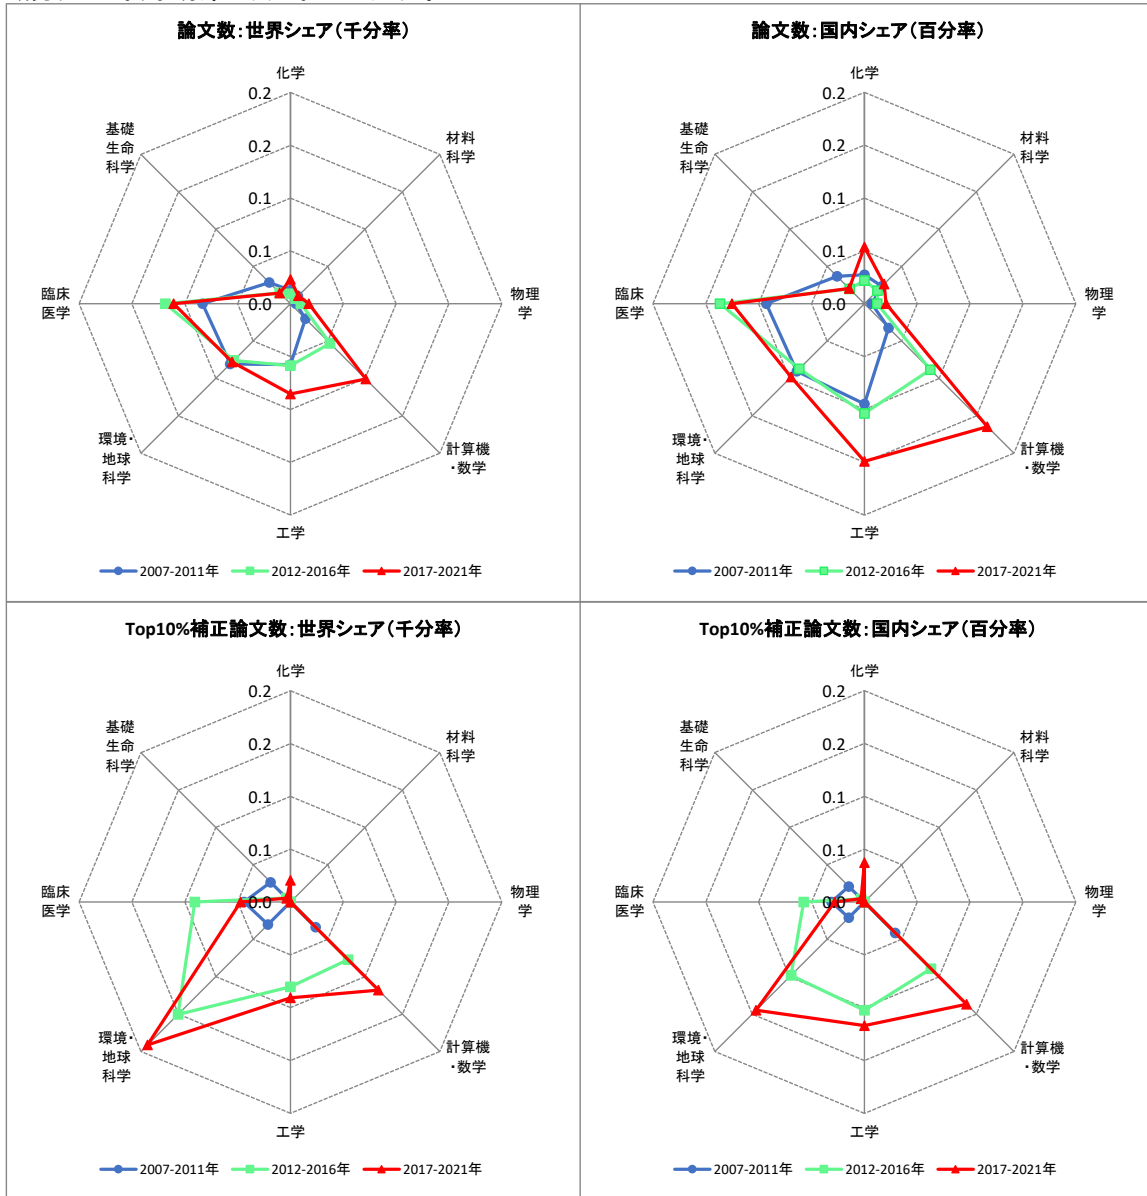 論文数：世界シェア（千分率）
化学
0.2
0.2
0.1
0.1
0.0
基礎
生命
科学
材料
科学
臨床
医学
物理
学
環境・
地球
科学
計算機
・数学
工学
2007-2011年
2012-2016年
2017-2021年
論文数：国内シェア（百分率）
化学
0.2
0.2
0.1
0.1
0.0
基礎
生命
科学
材料
科学
臨床
医学
物理
学
環境・
地球
科学
計算機
・数学
工学
2007-2011年
2012-2016年
2017-2021年
Top10%補正論文数：世界シェア（千分率）
化学
0.2
0.2
0.1
0.1
0.0
基礎
生命
科学
材料
科学
臨床
医学
物理
学
環境・
地球
科学
計算機
・数学
工学
2007-2011年
2012-2016年
2017-2021年
Top10%補正論文数：国内シェア（百分率）
化学
0.2
0.2
0.1
0.1
0.0
基礎
生命
科学
材料
科学
臨床
医学
物理
学
環境・
地球
科学
計算機
・数学
工学
2007-2011年
2012-2016年
2017-2021年